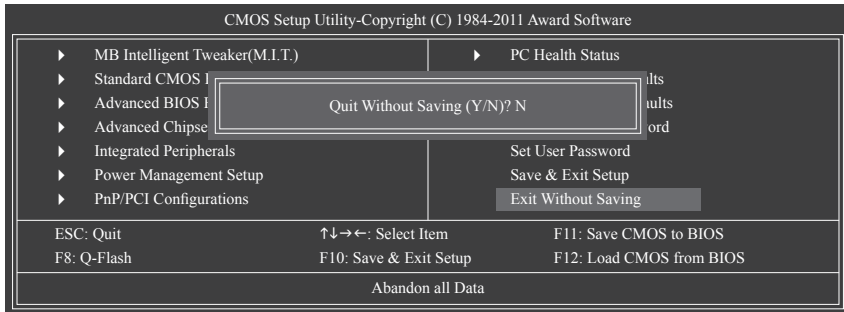 CMOS Setup Utility-Copyright (C) 1984-2011 Award Software
MB Intelligent Tweaker(M.I.T.)
Standard CMOS
Advanced BIOS
Advanced
Integrated Peripherals
Power Management Setup
PnP/PCI Configurations
PC Health Status
Set User Password
Save & Exit Setup
Exit Without Saving
Quit Without Saving (Y/N)? N
ESC: Quit ↑↓→←: Select Item F11: Save CMOS to BIOS
F8: Q-Flash F10: Save & Exit Setup F12: Load CMOS from BIOS
Abandon all Data